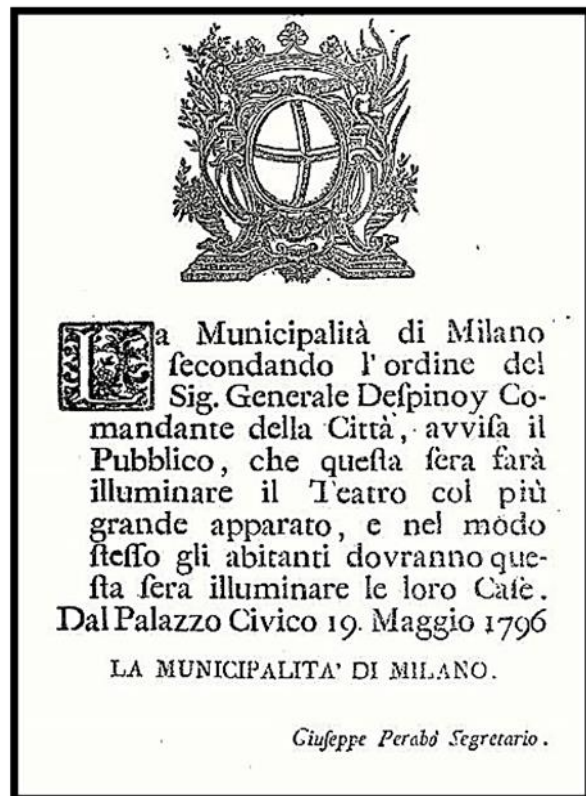 La Municipalità di Milano
ſecondando l'ordine del
Sig. Generale Deſpinoy Co-
mandante della Città, avviſa il
Pubblico, che queſta ſera farà
illuminare il Teatro col più
grande apparato, e nel modo
ſteſſo gli abitanti dovranno que-
ſta ſera illuminare le loro Caſe.
Dal Palazzo Civico 19. Maggio 1796
LA MUNICIPALITA' DI MILANO.
Giuſeppe Perabò Segretario.